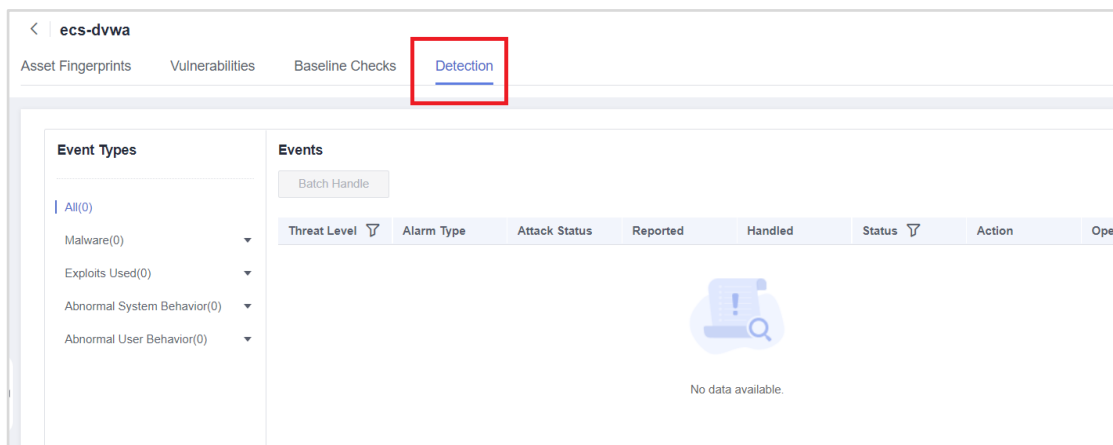 ecs-dvwa
Asset Fingerprints Vulnerabilities Baseline Checks Detection
Event Types
All(0)
Malware(0)
Exploits Used(0)
Abnormal System Behavior(0)
Abnormal User Behavior(0)
Events
Batch Handle
Threat Level Alarm Type Attack Status Reported Handled Status Action Ope
No data available.